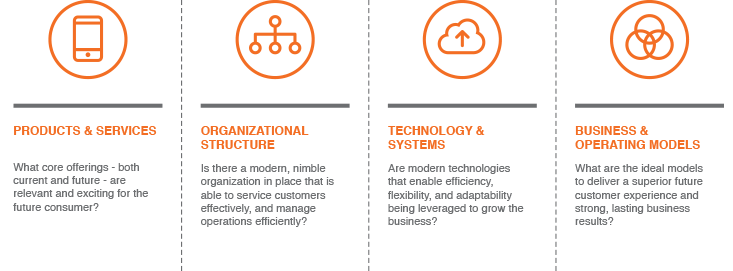 PRODUCTS & SERVICES
What core offerings - both
current and future - are
relevant and exciting for the
future consumer?
ORGANIZATIONAL
STRUCTURE
Is there a modern, nimble
organization in place that is
able to service customers
effectively, and manage
operations efficiently?
TECHNOLOGY &
SYSTEMS
Are modern technologies
that enable efficiency,
flexibility, and adaptability
being leveraged to grow the
business?
BUSINESS &
OPERATING MODELS
What are the ideal models
to deliver a superior future
customer experience and
strong, lasting business
results?